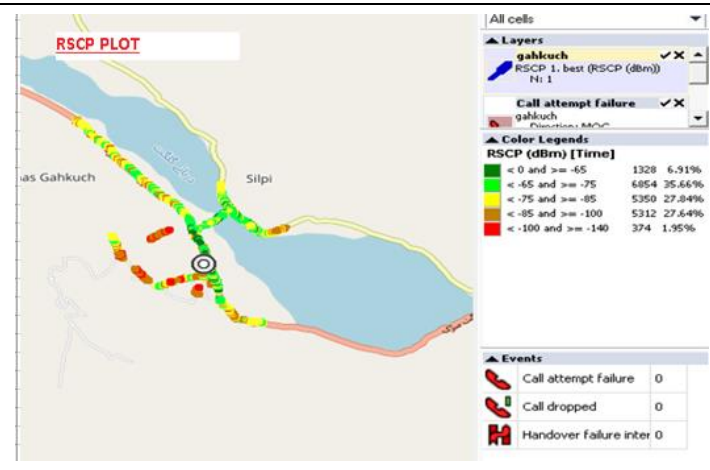 RSCP PLOT
as Gahkuch
Silpi
All cells
Layers
gahkuch
RSCP 1. best (RSCP (dBm))
N: 1
Call attempt failure
gahkuch
Direction: MOC
Color Legends
RSCP (dBm) [Time]
< 0 and >= -65 1328 6.91%
< -65 and >= -75 6854 35.66%
< -75 and >= -85 5350 27.84%
< -85 and >= -100 5312 27.64%
< -100 and >= -140 374 1.95%
Events
Call attempt failure 0
Call dropped 0
Handover failure inter 0